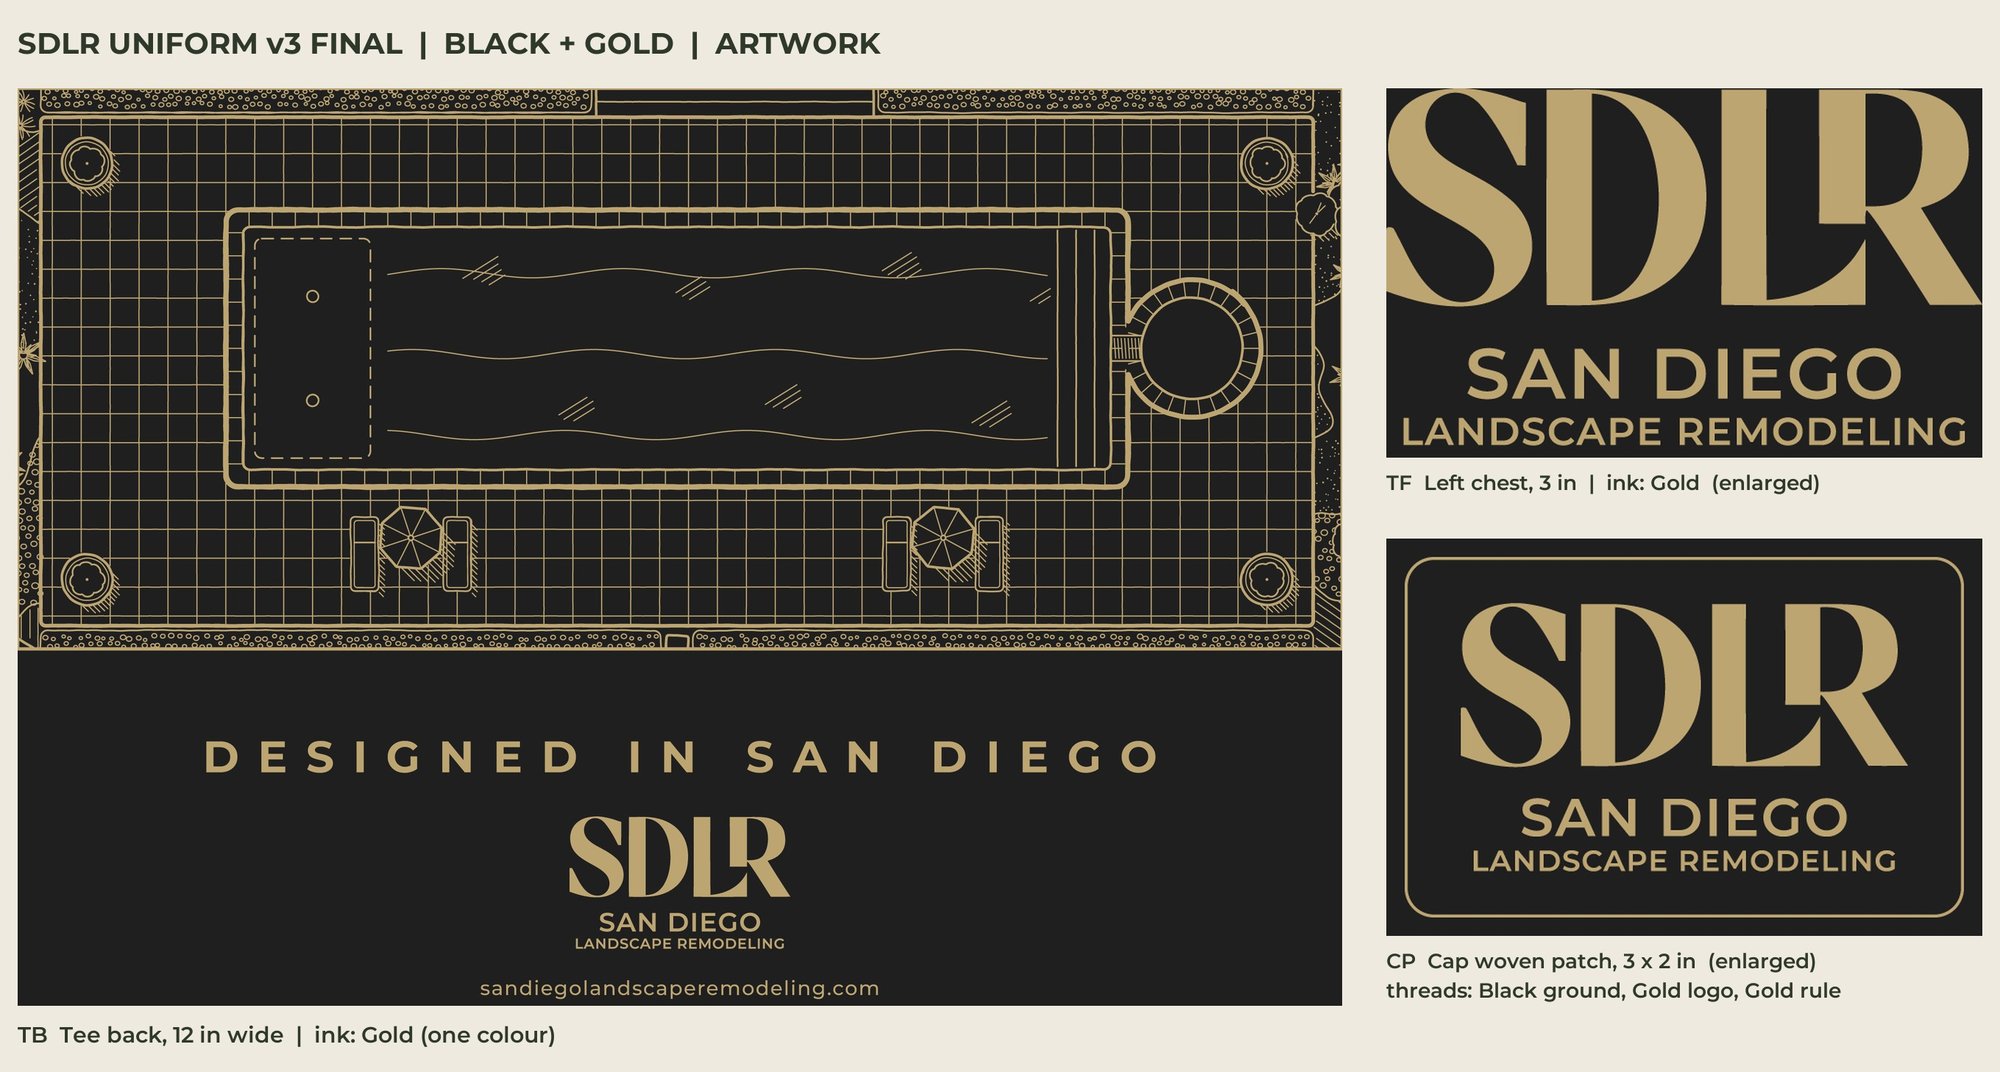 SDLR UNIFORM v3 FINAL | BLACK + GOLD | ARTWORK
DESIGNED IN SAN DIEGO
SDLR
SAN DIEGO
LANDSCAPE REMODELING
sandiegolandscaperemodeling.com
TB Tee back, 12 in wide | ink: Gold (one colour)
SDLR
SAN DIEGO
LANDSCAPE REMODELING
TF Left chest, 3 in | ink: Gold (enlarged)
SDLR
SAN DIEGO
LANDSCAPE REMODELING
CP Cap woven patch, 3 x 2 in (enlarged)
threads: Black ground, Gold logo, Gold rule